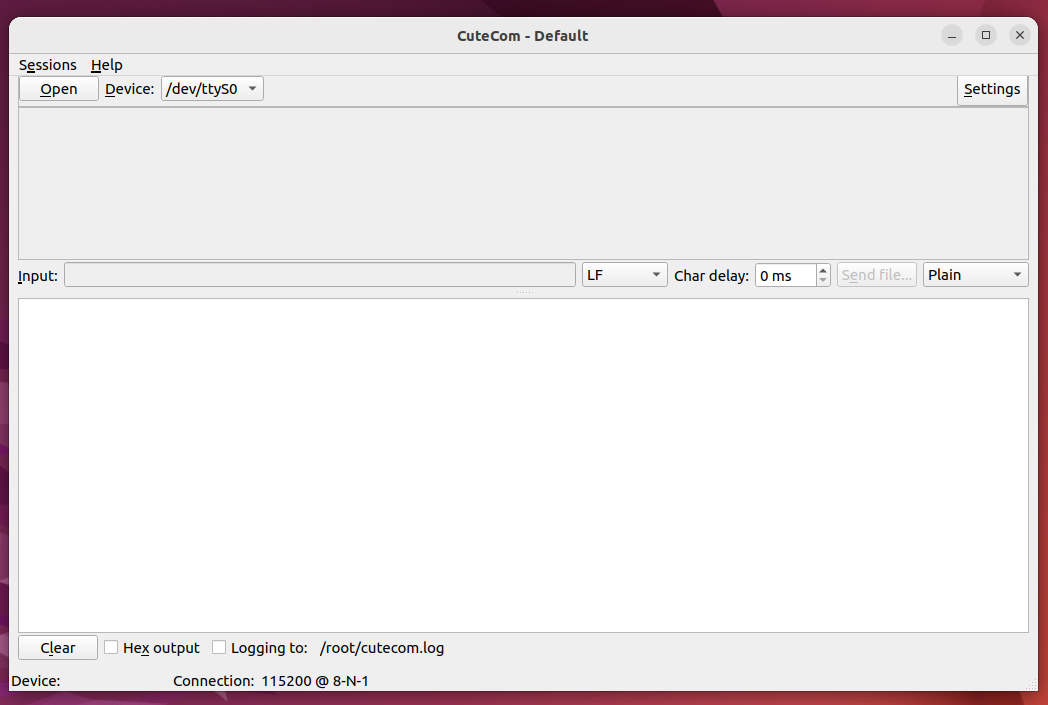 CuteCom - Default
Sessions Help
Open Device: /dev/ttyS0 Settings
Input: LF Char delay: 0 ms Send file... Plain
Clear Hex output Logging to: /root/cutecom.log
Device: Connection: 115200 @ 8-N-1